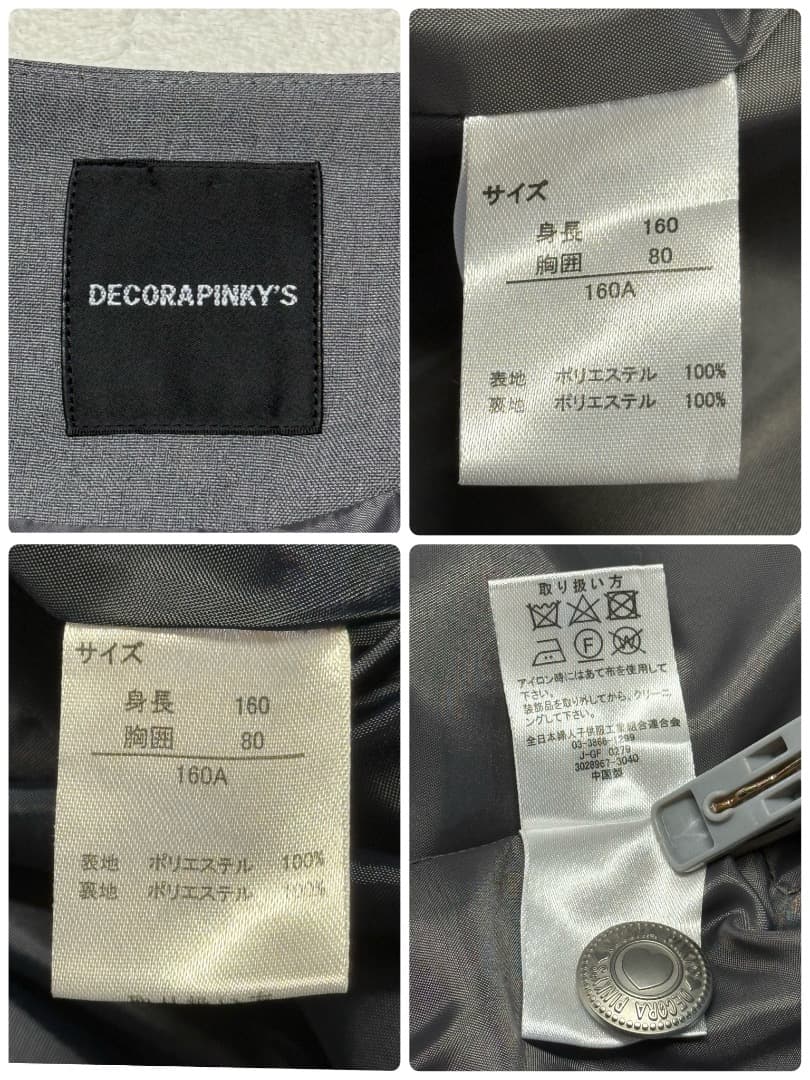 DECORAPINKY'S
サイズ
身長 160
胸囲 80
160A
表地 ポリエステル 100%
裏地 ポリエステル 100%
サイズ
身長 160
胸囲 80
160A
表地 ポリエステル 100%
裏地 ポリエステル 100%
取り扱い方
F
W
アイロン時にはあて布を使用して
下さい。
装飾品を取り外してから、クリーニ
ングして下さい。
全日本婦人子供服工業組合連合会
03-3866-1299
J-GF 0279
3028967-3040
中国製